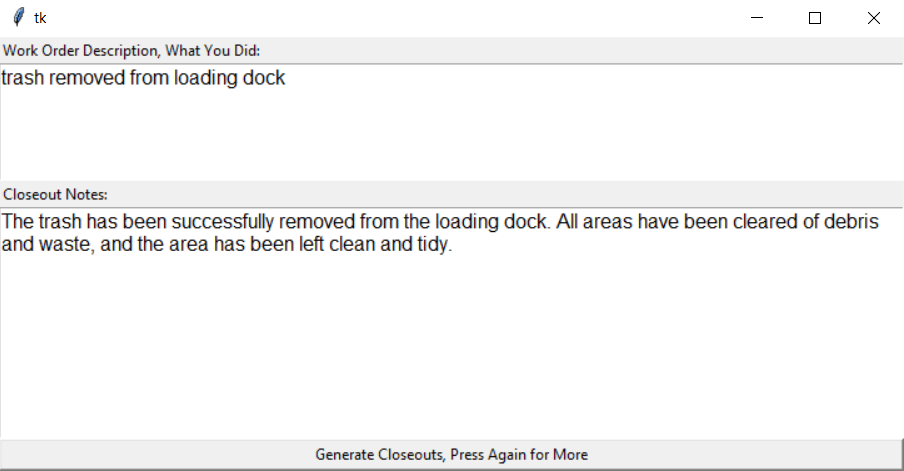 tk
Work Order Description, What You Did:
trash removed from loading dock
Closeout Notes:
The trash has been successfully removed from the loading dock. All areas have been cleared of debris
and waste, and the area has been left clean and tidy.
Generate Closeouts, Press Again for More